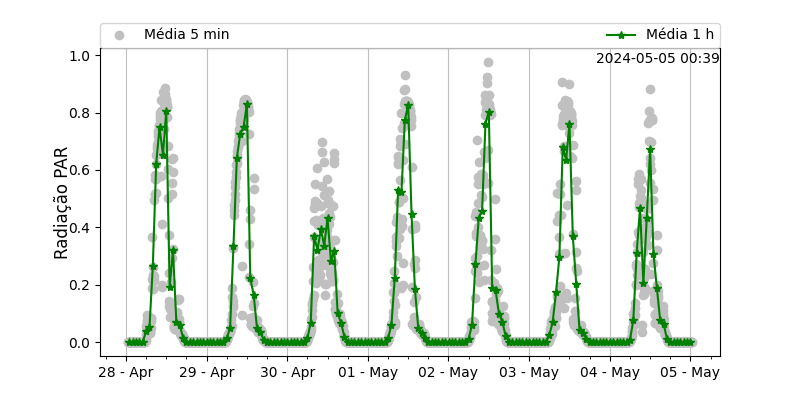 Média 5 min
Média 1 h
2024-05-05 00:39
Radiação PAR
1.0
0.8
0.6
0.4
0.2
0.0
28 - Apr
29 - Apr
30 - Apr
01 - May
02 - May
03 - May
04 - May
05 - May